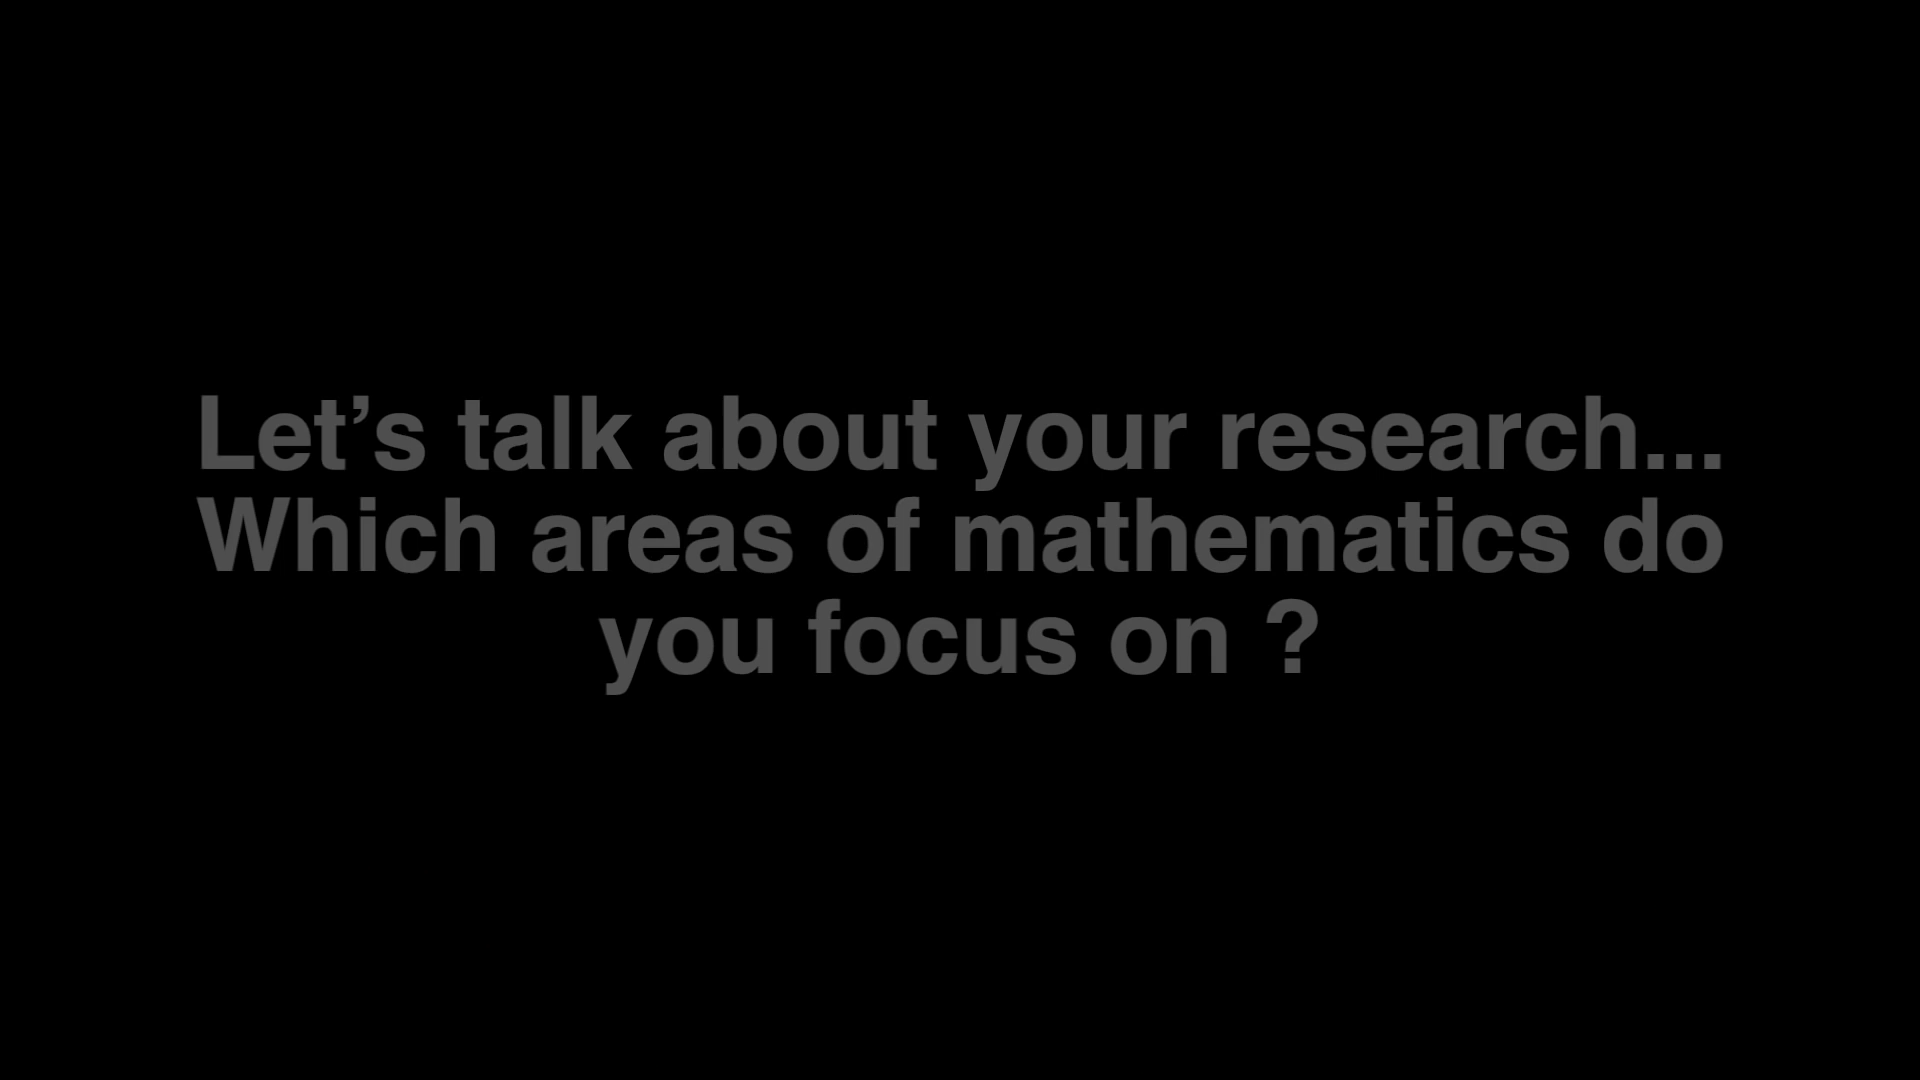 Let’s talk about your research...
Which areas of mathematics do
you focus on ?